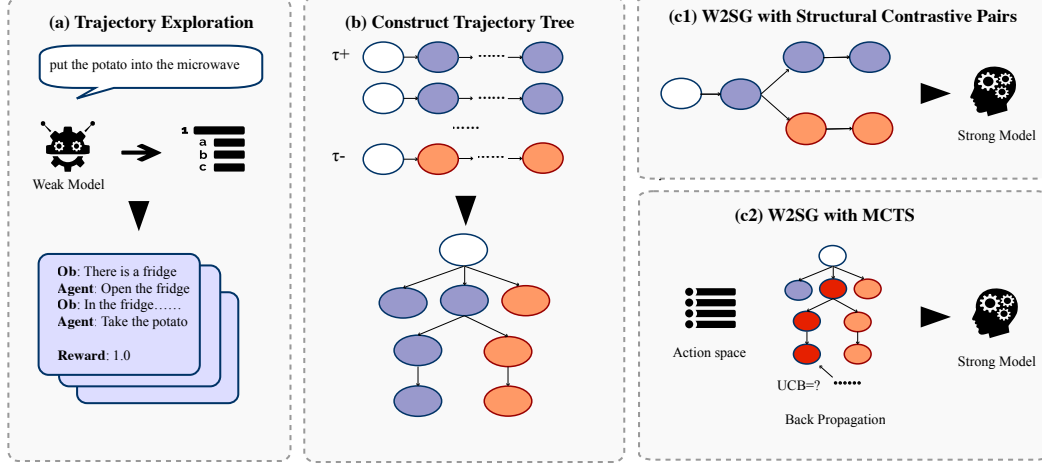 (a) Trajectory Exploration
put the potato into the microwave
Weak Model
1
a
b
c
Ob: There is a fridge
Agent: Open the fridge
Ob: In the fridge......
Agent: Take the potato
Reward: 1.0
(b) Construct Trajectory Tree
τ+ ......
......
τ- ......
(c1) W2SG with Structural Contrastive Pairs
Strong Model
(c2) W2SG with MCTS
Action space
UCB=? ......
Back Propagation
Strong Model